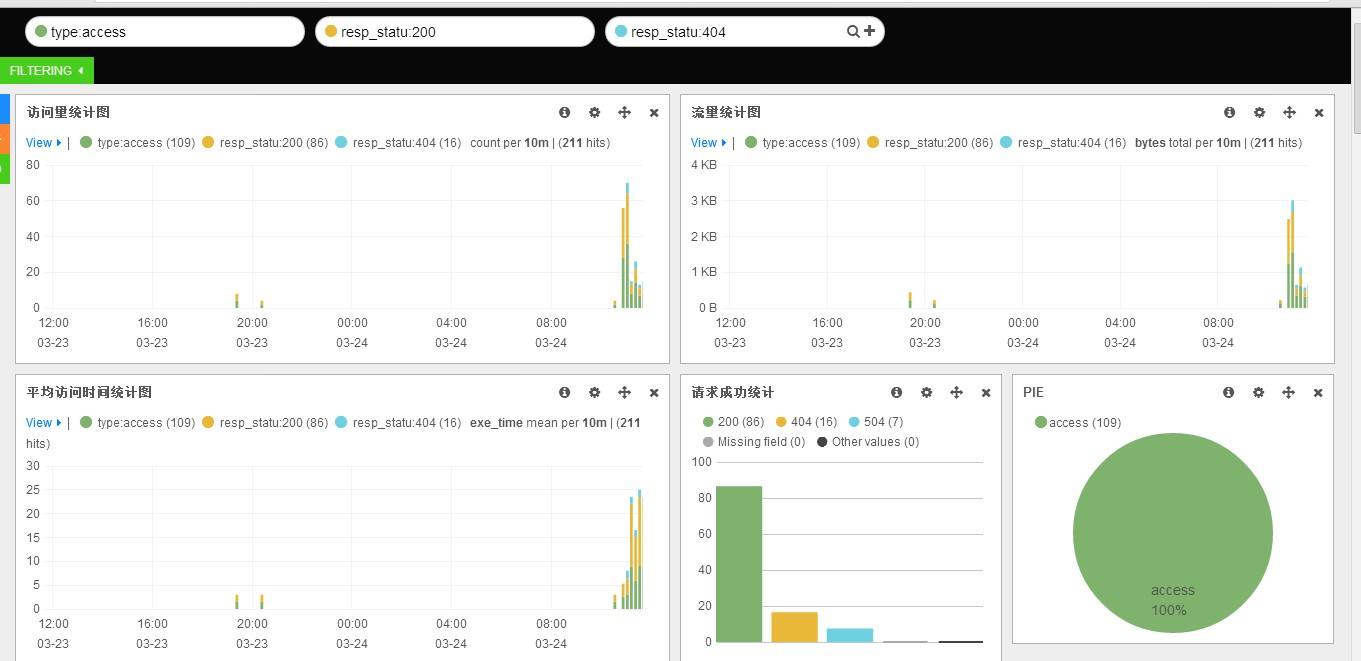 type:access resp_statu:200 resp_statu:404
FILTERING
访问量统计图
View | type:access (109) resp_statu:200 (86) resp_statu:404 (16) count per 10m | (211 hits)
80
60
40
20
0
12:00 16:00 20:00 00:00 04:00 08:00
03-23 03-23 03-23 03-24 03-24 03-24
流量统计图
View | type:access (109) resp_statu:200 (86) resp_statu:404 (16) bytes total per 10m | (211 hits)
4 KB
3 KB
2 KB
1 KB
0 B
12:00 16:00 20:00 00:00 04:00 08:00
03-23 03-23 03-23 03-24 03-24 03-24
平均访问时间统计图
View | type:access (109) resp_statu:200 (86) resp_statu:404 (16) exe_time mean per 10m | (211
hits)
30
25
20
15
10
5
0
12:00 16:00 20:00 00:00 04:00 08:00
03-23 03-23 03-23 03-24 03-24 03-24
请求成功统计
200 (86) 404 (16) 504 (7)
Missing field (0) Other values (0)
100
80
60
40
20
0
PIE
access (109)
access
100%